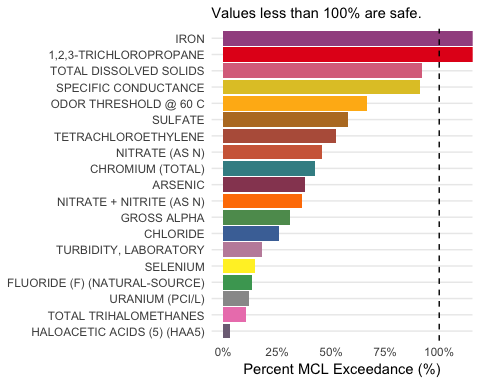 Values less than 100% are safe.
IRON
1,2,3-TRICHLOROPROPANE
TOTAL DISSOLVED SOLIDS
SPECIFIC CONDUCTANCE
ODOR THRESHOLD @ 60 C
SULFATE
TETRACHLOROETHYLENE
NITRATE (AS N)
CHROMIUM (TOTAL)
ARSENIC
NITRATE + NITRITE (AS N)
GROSS ALPHA
CHLORIDE
TURBIDITY, LABORATORY
SELENIUM
FLUORIDE (F) (NATURAL-SOURCE)
URANIUM (PCI/L)
TOTAL TRIHALOMETHANES
HALOACETIC ACIDS (5) (HAA5)
0% 25% 50% 75% 100%
Percent MCL Exceedance (%)